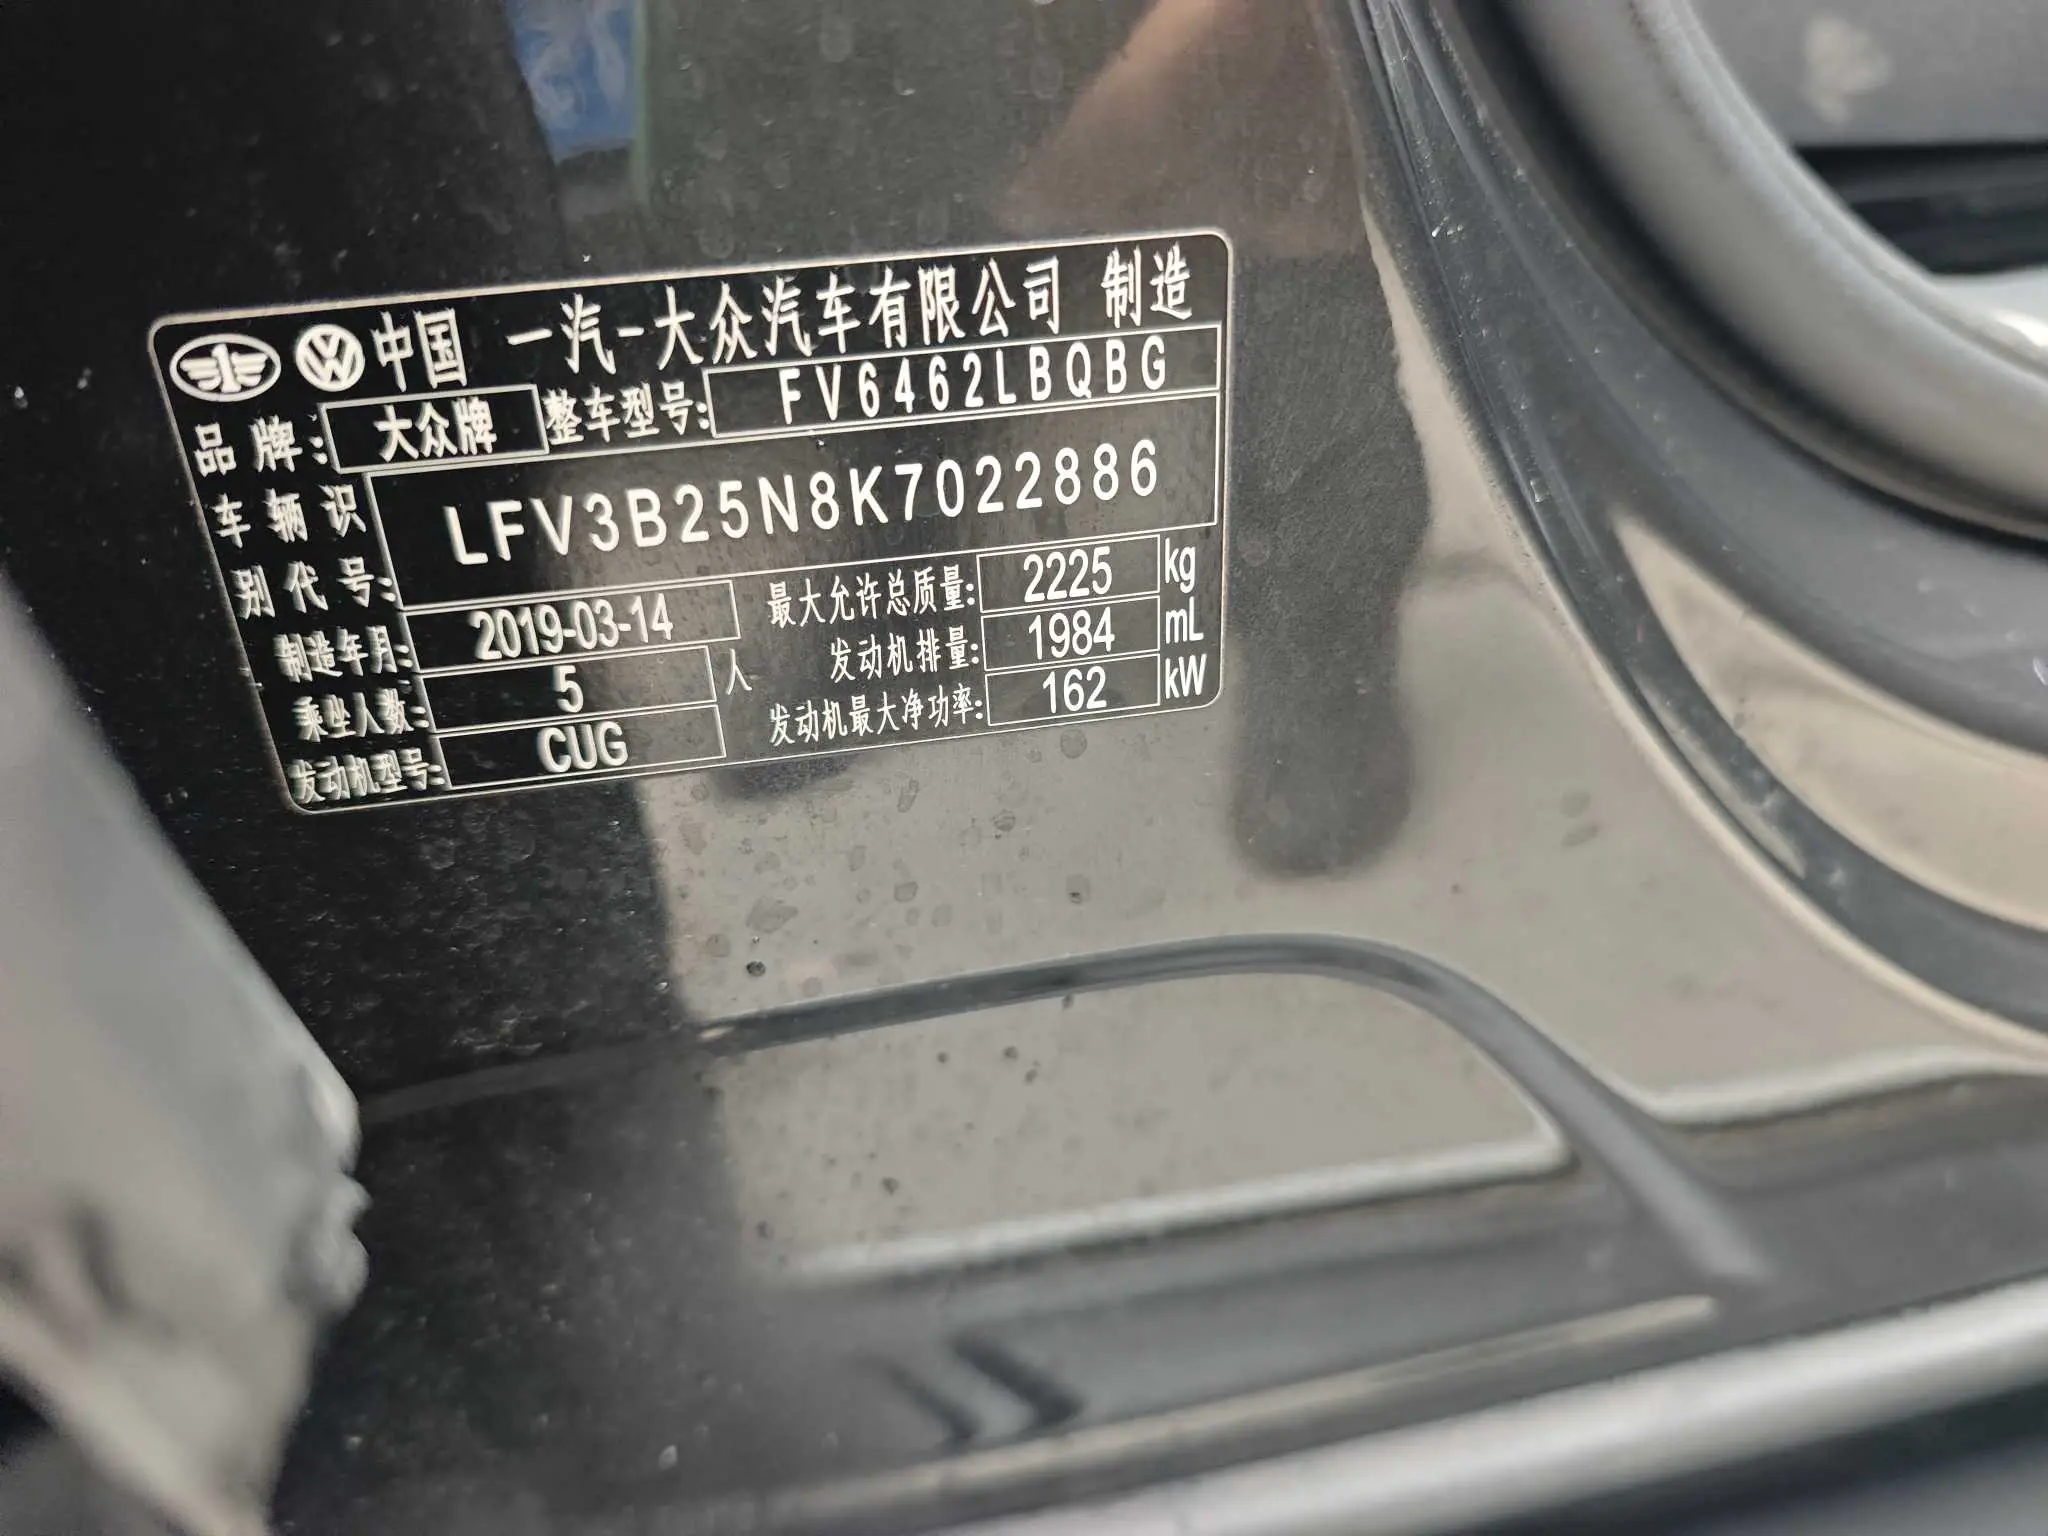 中国 一汽-大众汽车有限公司 制造
品牌: 大众牌 整车型号: FV6462LBQBG
车辆识别代号: LFV3B25N8K7022886
制造年月: 2019-03-14 最大允许总质量: 2225 kg
乘坐人数: 5 人 发动机排量: 1984 mL
发动机型号: CUG 发动机最大净功率: 162 kW